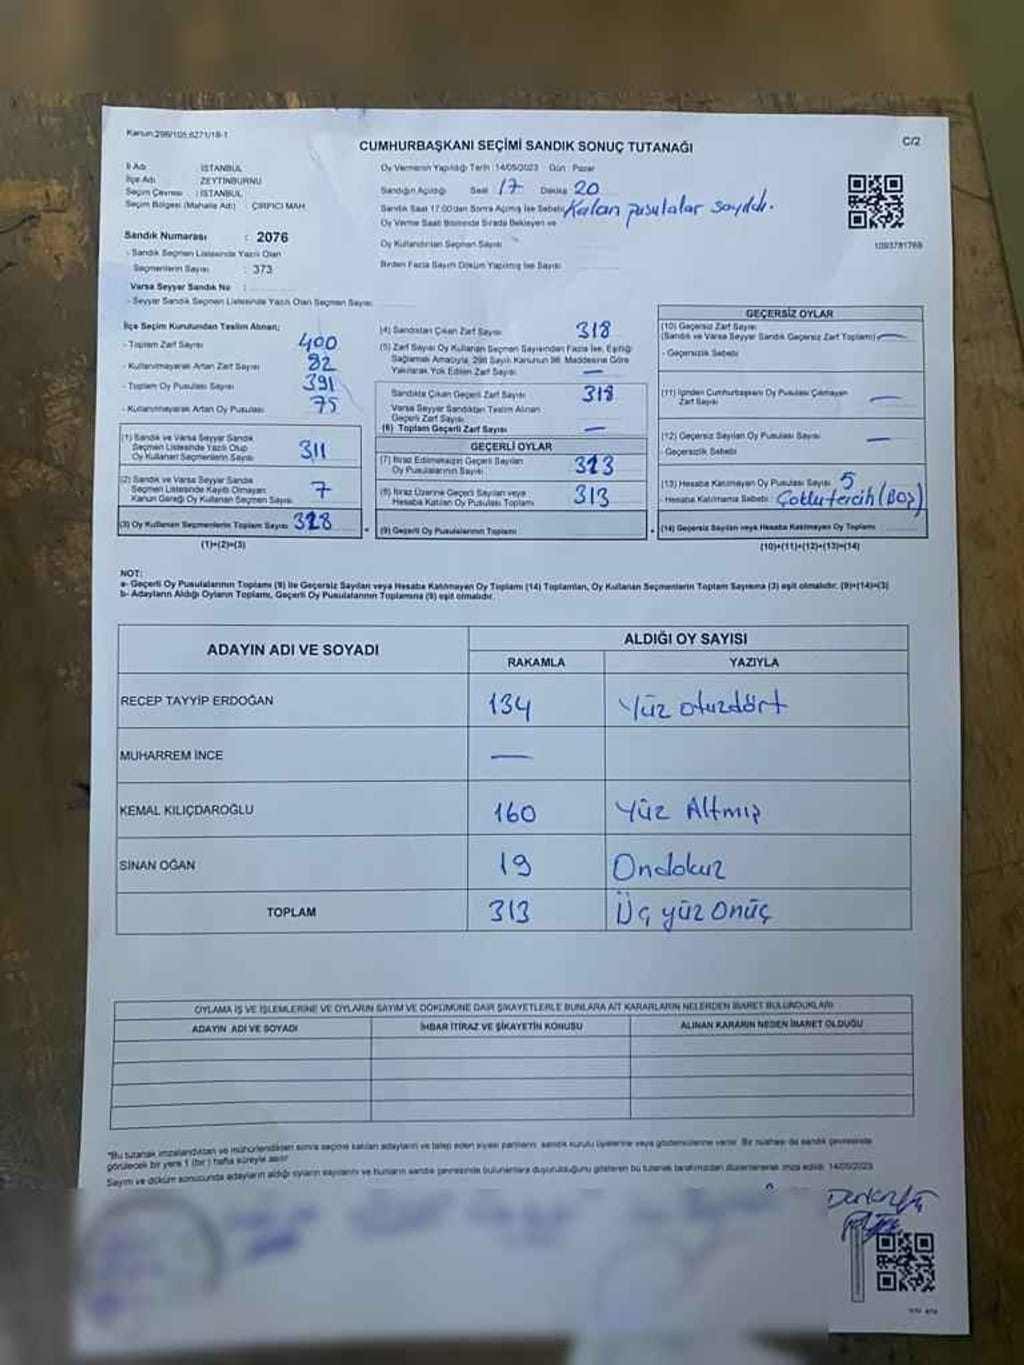 Kanun:298/105,6271/19-1
CUMHURBAŞKANI SEÇİMİ SANDIK SONUÇ TUTANAĞI
C/2
İl Adı : İSTANBUL
İlçe Adı : ZEYTİNBURNU
Seçim Çevresi : İSTANBUL
Seçim Bölgesi (Mahalle Adı) : ÇIRPICI MAH.
Sandık Numarası : 2076
- Sandık Seçmen Listesinde Yazılı Olan
Seçmenlerin Sayısı : 373
Varsa Seyyar Sandık No :
- Seyyar Sandık Seçmen Listesinde Yazılı Olan Seçmen Sayısı:
Oy Vermenin Yapıldığı Tarih :14/05/2023 Gün : Pazar
Sandığın Açıldığı Saat 17 Dakika 20
Sandık Saat 17:00'den Sonra Açılmış İse Sebebi Kalan pusulalar sayıldı.
Oy Verme Saati Bitiminde Sırada Bekleyen ve
Oy Kullandırılan Seçmen Sayısı
Birden Fazla Sayım Döküm Yapılmış İse Sayısı
1093781769
İlçe Seçim Kurulundan Teslim Alınan;
- Toplam Zarf Sayısı 400
- Kullanılmayarak Artan Zarf Sayısı 82
- Toplam Oy Pusulası Sayısı 391
- Kullanılmayarak Artan Oy Pusulası 75
(1) Sandık ve Varsa Seyyar Sandık
Seçmen Listesinde Yazılı Olup
Oy Kullanan Seçmenlerin Sayısı 311
(2) Sandık ve Varsa Seyyar Sandık
Seçmen Listesinde Kayıtlı Olmayan
Kanun Gereği Oy Kullanan Seçmen Sayısı 7
(3) Oy Kullanan Seçmenlerin Toplam Sayısı 318
(1)+(2)=(3)
(4) Sandıktan Çıkan Zarf Sayısı 318
(5) Zarf Sayısı Oy Kullanan Seçmen Sayısından Fazla İse, Eşitliği
Sağlamak Amacıyla, 298 Sayılı Kanunun 98. Maddesine Göre
Yakılarak Yok Edilen Zarf Sayısı —
Sandıkta Çıkan Geçerli Zarf Sayısı 318
Varsa Seyyar Sandıktan Teslim Alınan
Geçerli Zarf Sayısı
(6) Toplam Geçerli Zarf Sayısı —
GEÇERLİ OYLAR
(7) İtiraz Edilmeksizin Geçerli Sayılan
Oy Pusulalarının Sayısı 313
(8) İtiraz Üzerine Geçerli Sayılan veya
Hesaba Katılan Oy Pusulası Toplamı 313
(9) Geçerli Oy Pusulalarının Toplamı
GEÇERSİZ OYLAR
(10) Geçersiz Zarf Sayısı
(Sandık ve Varsa Seyyar Sandık Geçersiz Zarf Toplamı) —
- Geçersizlik Sebebi
(11) İçinden Cumhurbaşkanı Oy Pusulası Çıkmayan
Zarf Sayısı —
(12) Geçersiz Sayılan Oy Pusulası Sayısı —
- Geçersizlik Sebebi
(13) Hesaba Katılmayan Oy Pusulası Sayısı 5
- Hesaba Katılmama Sebebi Çoklu tercih (Boş)
(14) Geçersiz Sayılan veya Hesaba Katılmayan Oy Toplamı
(10)+(11)+(12)+(13)=(14)
NOT:
a- Geçerli Oy Pusulalarının Toplamı (9) ile Geçersiz Sayılan veya Hesaba Katılmayan Oy Toplamı (14) Toplamları, Oy Kullanan Seçmenlerin Toplam Sayısına (3) eşit olmalıdır. (9)+(14)=(3)
b- Adayların Aldığı Oyların Toplamı, Geçerli Oy Pusulalarının Toplamına (9) eşit olmalıdır.
ADAYIN ADI VE SOYADI
ALDIĞI OY SAYISI
RAKAMLA YAZIYLA
RECEP TAYYİP ERDOĞAN 134 Yüz otuzdört
MUHARREM İNCE —
KEMAL KILIÇDAROĞLU 160 Yüz Altmış
SİNAN OĞAN 19 Ondokuz
TOPLAM 313 Üç yüz onüç
OYLAMA İŞ VE İŞLEMLERİNE VE OYLARIN SAYIM VE DÖKÜMÜNE DAİR ŞİKAYETLERLE BUNLARA AİT KARARLARIN NELERDEN İBARET BULUNDUKLARI
ADAYIN ADI VE SOYADI İHBAR İTİRAZ VE ŞİKAYETİN KONUSU ALINAN KARARIN NEDEN İBARET OLDUĞU
"Bu tutanak imzalandıktan ve mühürlendikten sonra seçime katılan adayların ve talep eden siyasi partilerin sandık kurulu üyelerine veya gözlemcilerine verilir. Bir nüshası da sandık çevresinde
görülecek bir yere 1 (bir) hafta süreyle asılır.
Sayım ve döküm sonucunda adayların aldığı oyların sayılarını ve bunların sandık çevresinde bulunanlara duyurulduğunu gösteren bu tutanak tarafımızdan düzenlenerek imza edildi. 14/05/2023